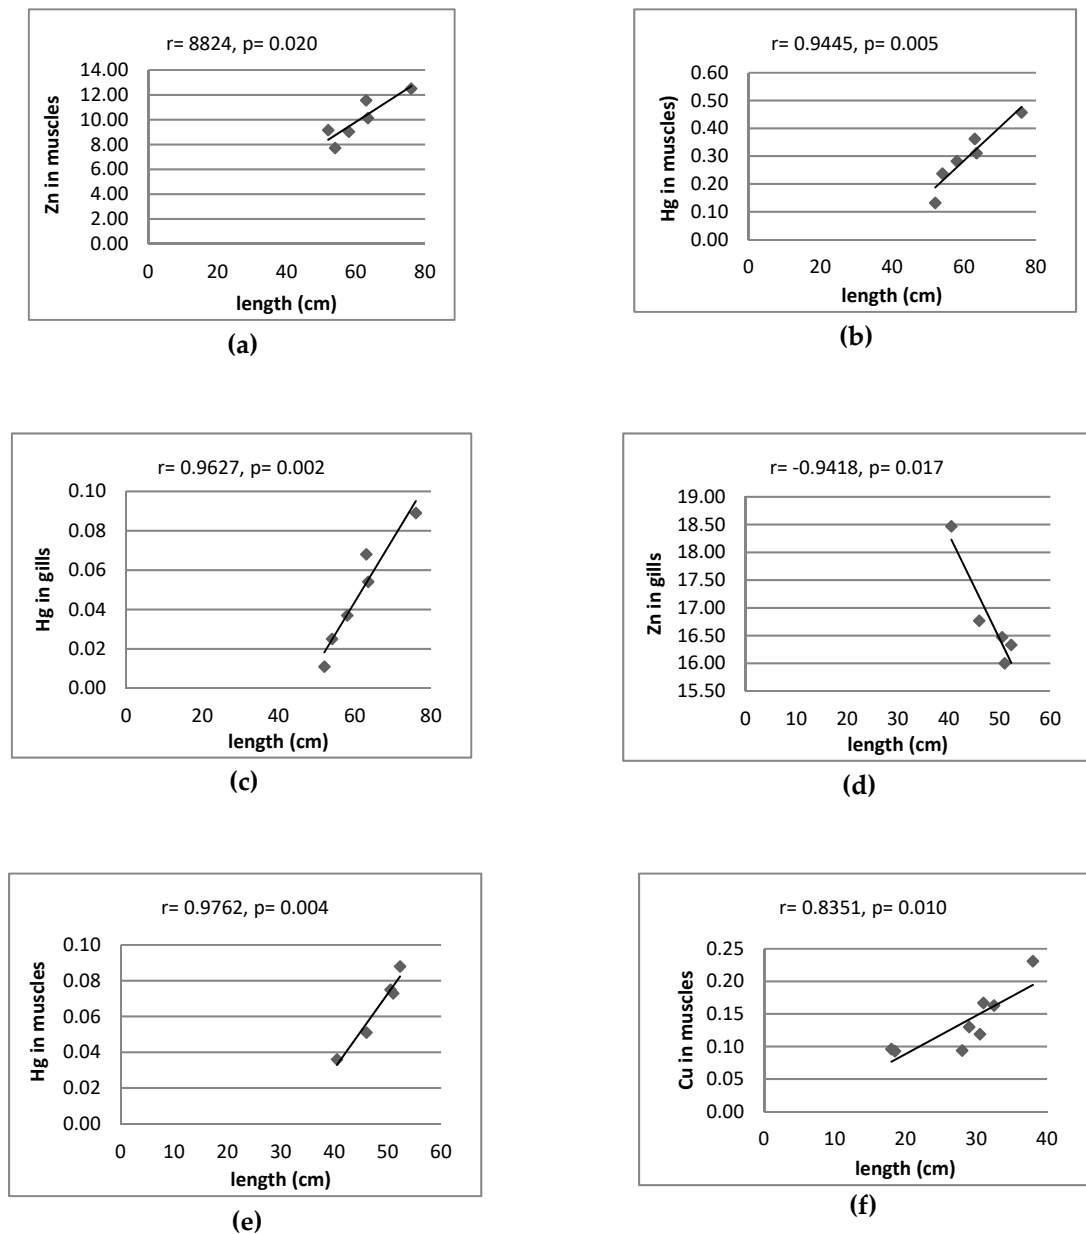 r= 8824, p= 0.020
Zn in muscles
14.00
12.00
10.00
8.00
6.00
4.00
2.00
0.00
0 20 40 60 80
length (cm)
(a)
r= 0.9445, p= 0.005
Hg in muscles)
0.60
0.50
0.40
0.30
0.20
0.10
0.00
0 20 40 60 80
length (cm)
(b)
r= 0.9627, p= 0.002
Hg in gills
0.10
0.08
0.06
0.04
0.02
0.00
0 20 40 60 80
length (cm)
(c)
r= -0.9418, p= 0.017
Zn in gills
19.00
18.50
18.00
17.50
17.00
16.50
16.00
15.50
0 10 20 30 40 50 60
length (cm)
(d)
r= 0.9762, p= 0.004
Hg in muscles
0.10
0.08
0.06
0.04
0.02
0.00
0 10 20 30 40 50 60
length (cm)
(e)
r= 0.8351, p= 0.010
Cu in muscles
0.25
0.20
0.15
0.10
0.05
0.00
0 20 30 40
length (cm)
(f)